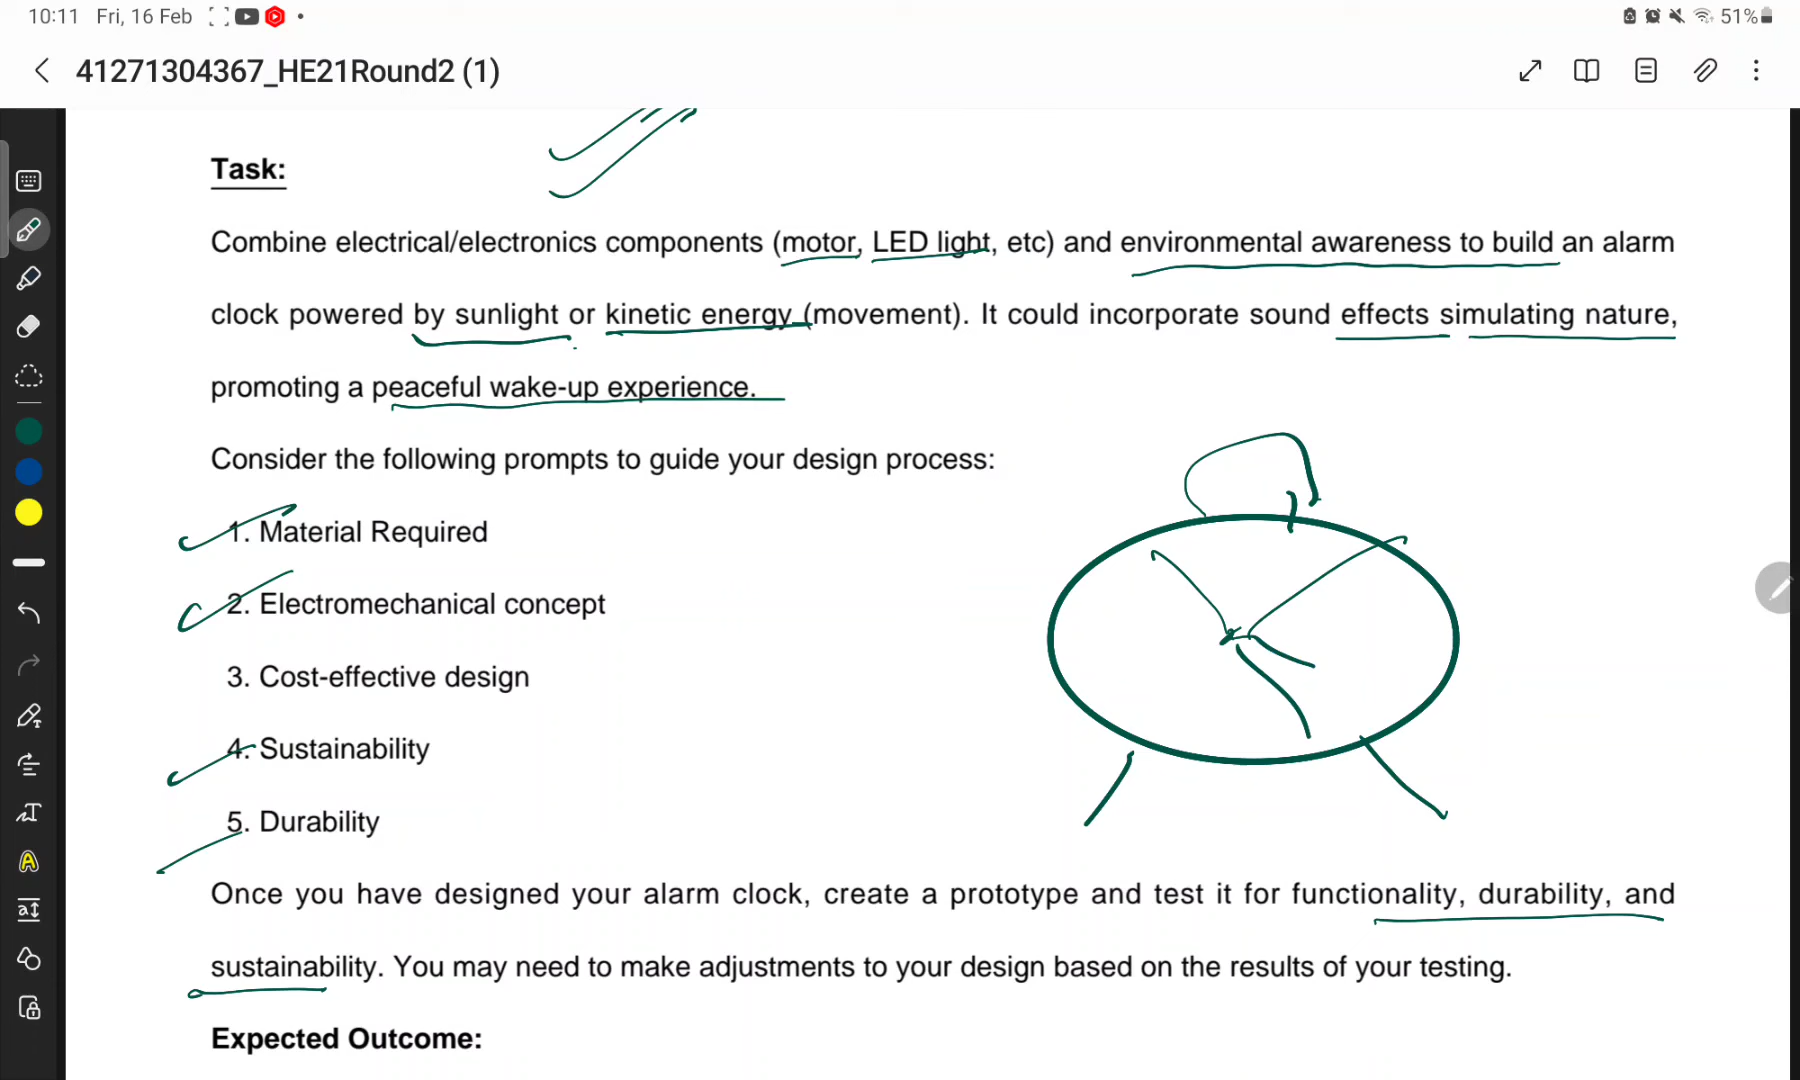 10:11 Fri, 16 Feb
51%
41271304367_HE21Round2 (1)
Task:
Combine electrical/electronics components (motor, LED light, etc) and environmental awareness to build an alarm
clock powered by sunlight or kinetic energy (movement). It could incorporate sound effects simulating nature,
promoting a peaceful wake-up experience.
Consider the following prompts to guide your design process:
1. Material Required
2. Electromechanical concept
3. Cost-effective design
4. Sustainability
5. Durability
Once you have designed your alarm clock, create a prototype and test it for functionality, durability, and
sustainability. You may need to make adjustments to your design based on the results of your testing.
Expected Outcome: